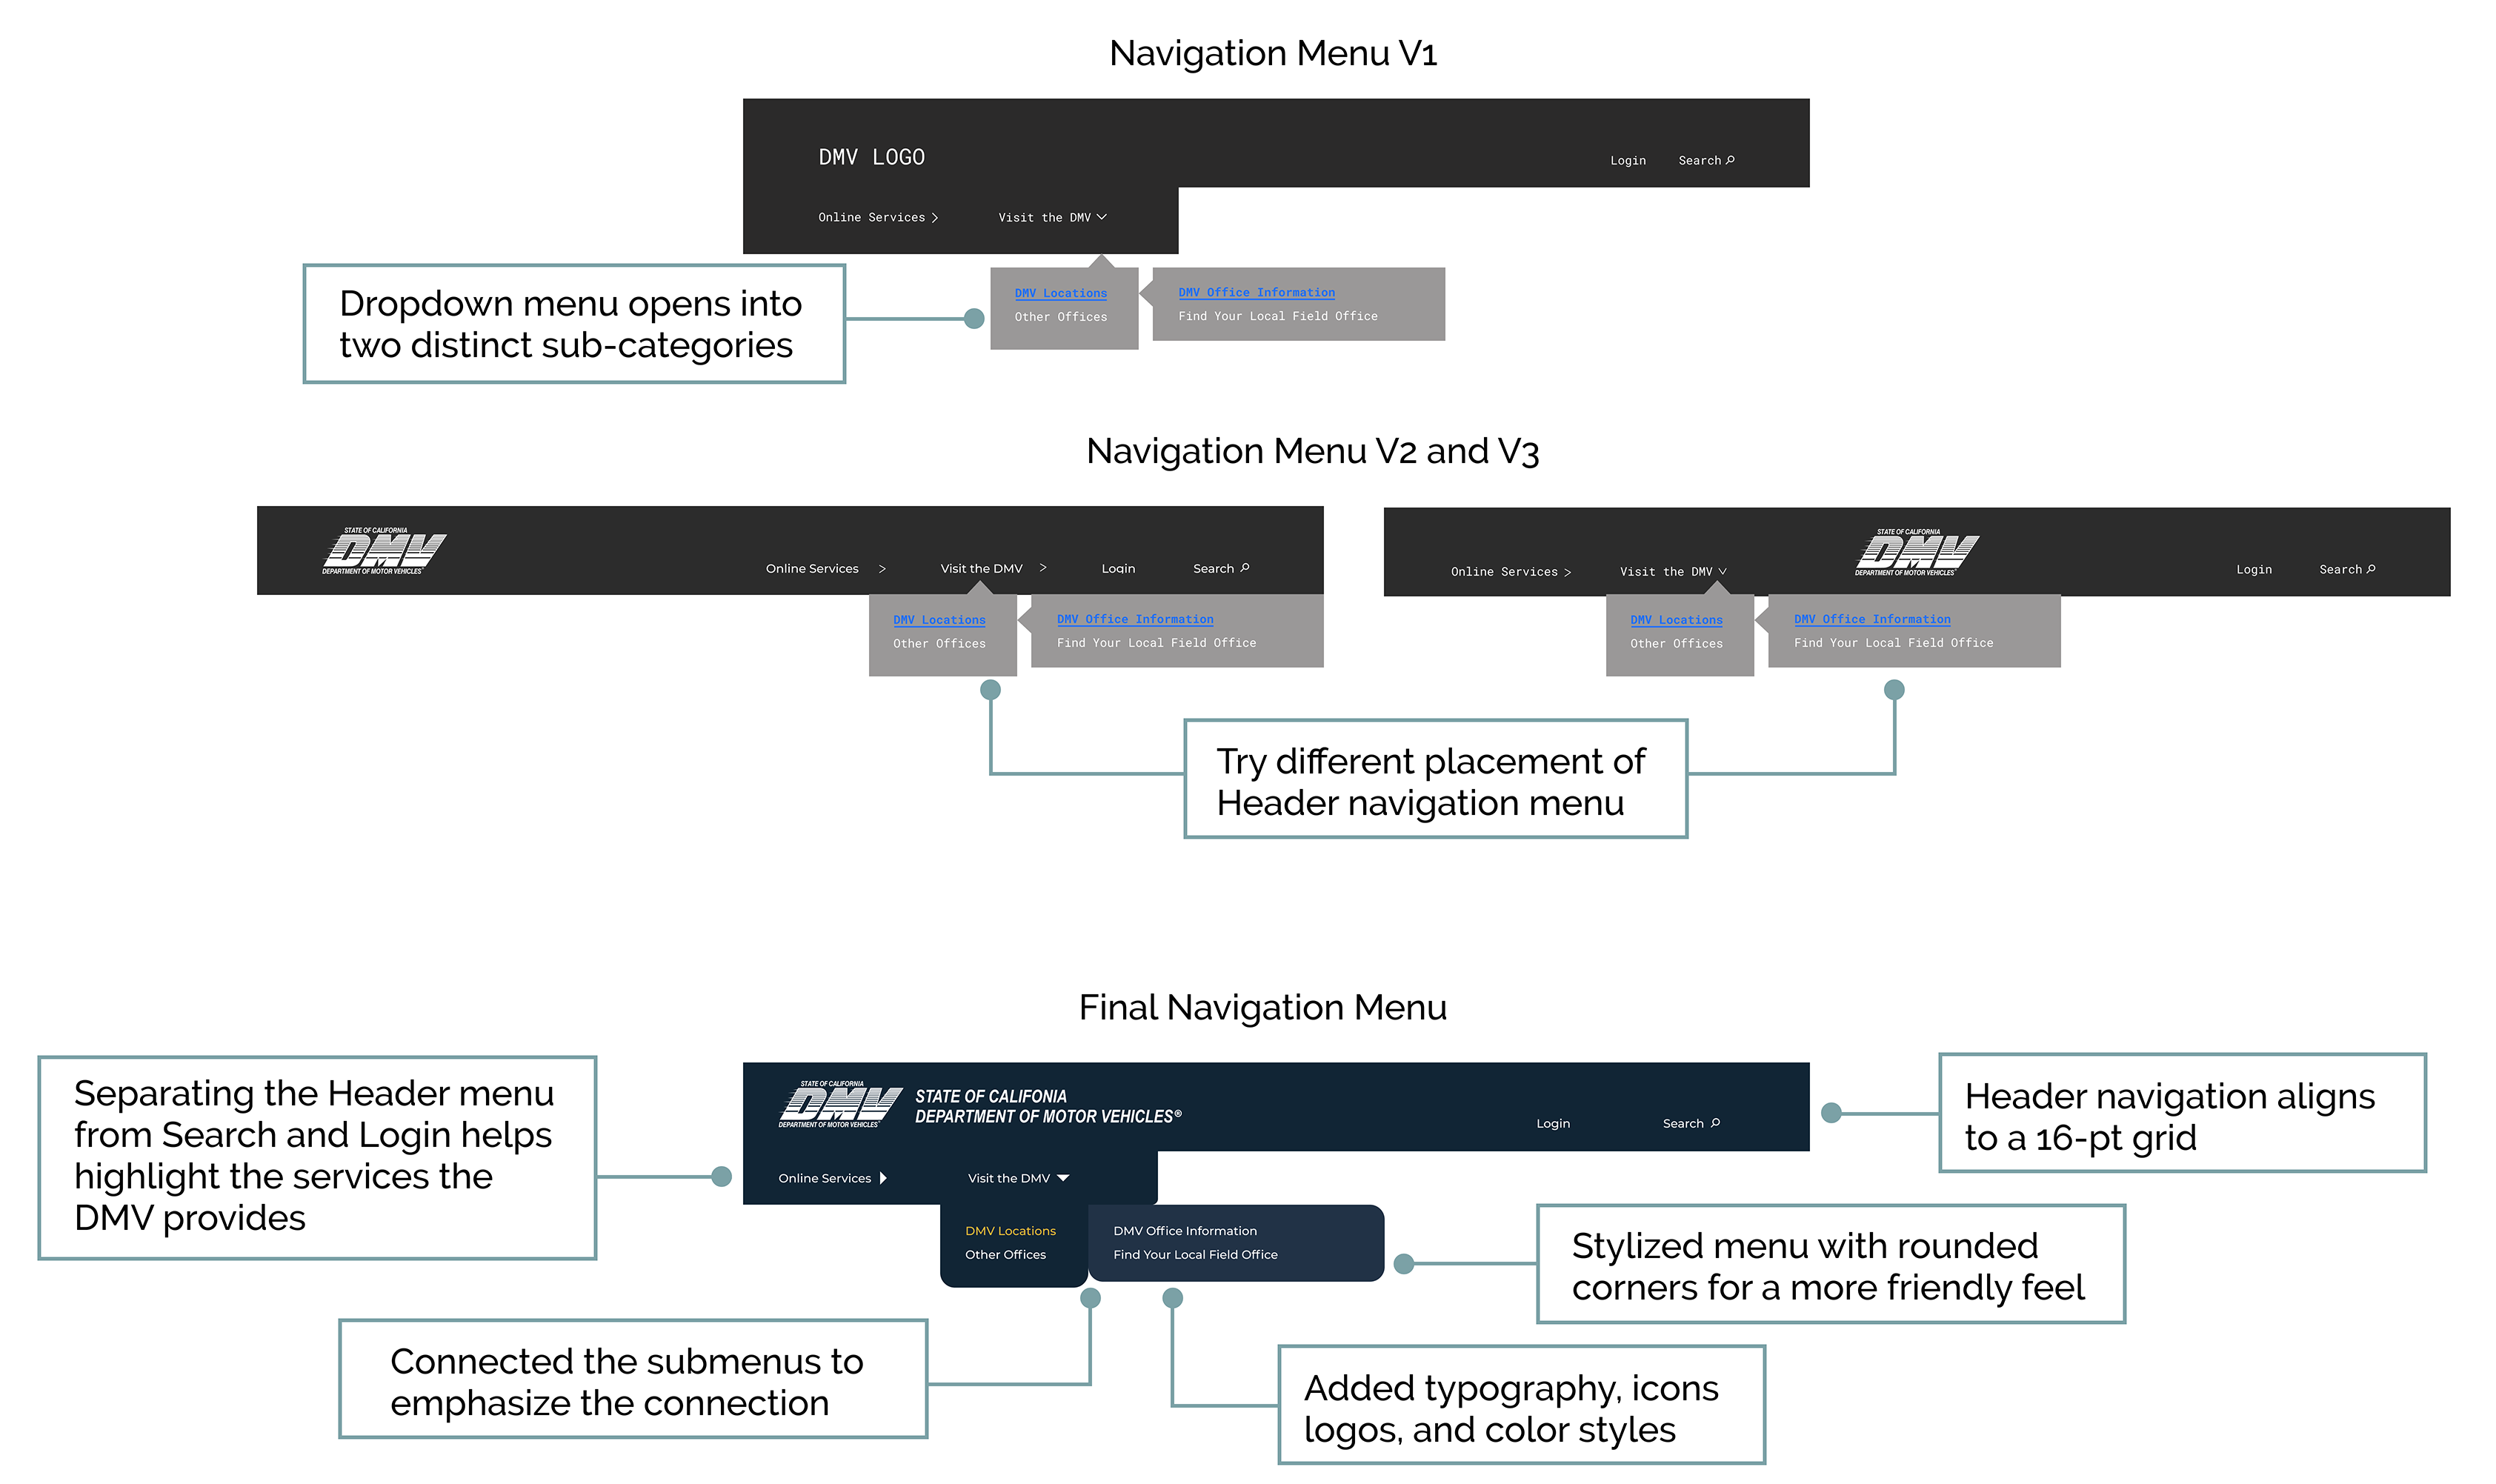 Navigation Menu V1
DMV LOGO
Login
Search
Online Services
Visit the DMV
DMV Locations
Other Offices
DMV Office Information
Find Your Local Field Office
Dropdown menu opens into
two distinct sub-categories
Navigation Menu V2 and V3
STATE OF CALIFORNIA
DMV
DEPARTMENT OF MOTOR VEHICLES®
Online Services >
Visit the DMV >
Login
Search
DMV Locations
Other Offices
DMV Office Information
Find Your Local Field Office
Online Services >
Visit the DMV
STATE OF CALIFORNIA
DMV
DEPARTMENT OF MOTOR VEHICLES®
Login
Search
DMV Locations
Other Offices
DMV Office Information
Find Your Local Field Office
Try different placement of
Header navigation menu
Final Navigation Menu
Separating the Header menu
from Search and Login helps
highlight the services the
DMV provides
STATE OF CALIFORNIA
DMV
DEPARTMENT OF MOTOR VEHICLES®
STATE OF CALIFONIA
DEPARTMENT OF MOTOR VEHICLES®
Login
Search
Online Services
Visit the DMV
DMV Locations
Other Offices
DMV Office Information
Find Your Local Field Office
Header navigation aligns
to a 16-pt grid
Stylized menu with rounded
corners for a more friendly feel
Connected the submenus to
emphasize the connection
Added typography, icons
logos, and color styles